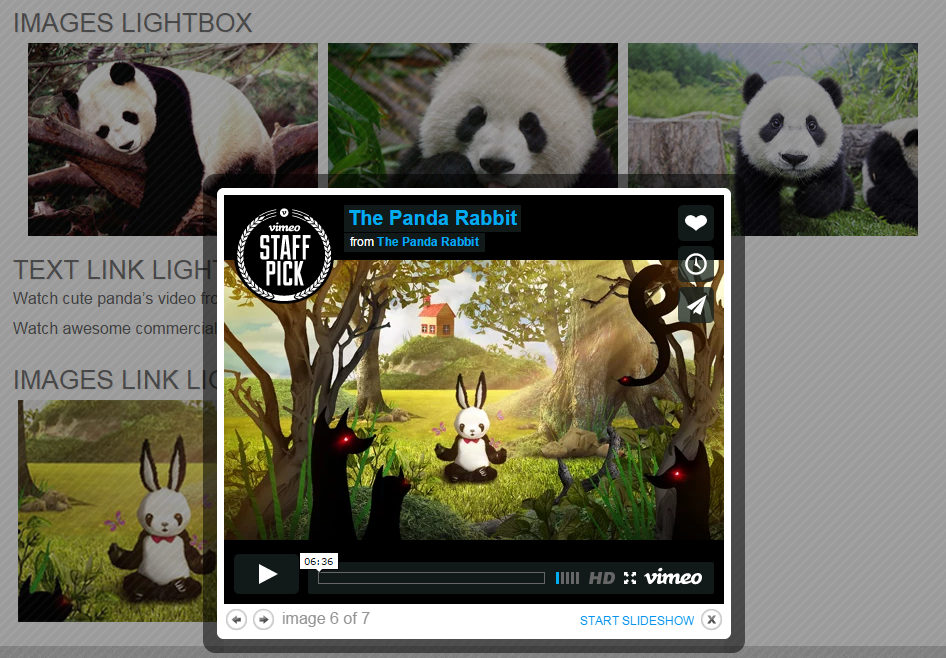 IMAGES LIGHTBOX
vimeo
STAFF
PICK
The Panda Rabbit
from The Panda Rabbit
TEXT LINK LIGHT
Watch cute panda's video fro
Watch awesome commercial
IMAGES LINK LIG
06:36
HD vimeo
image 6 of 7
START SLIDESHOW